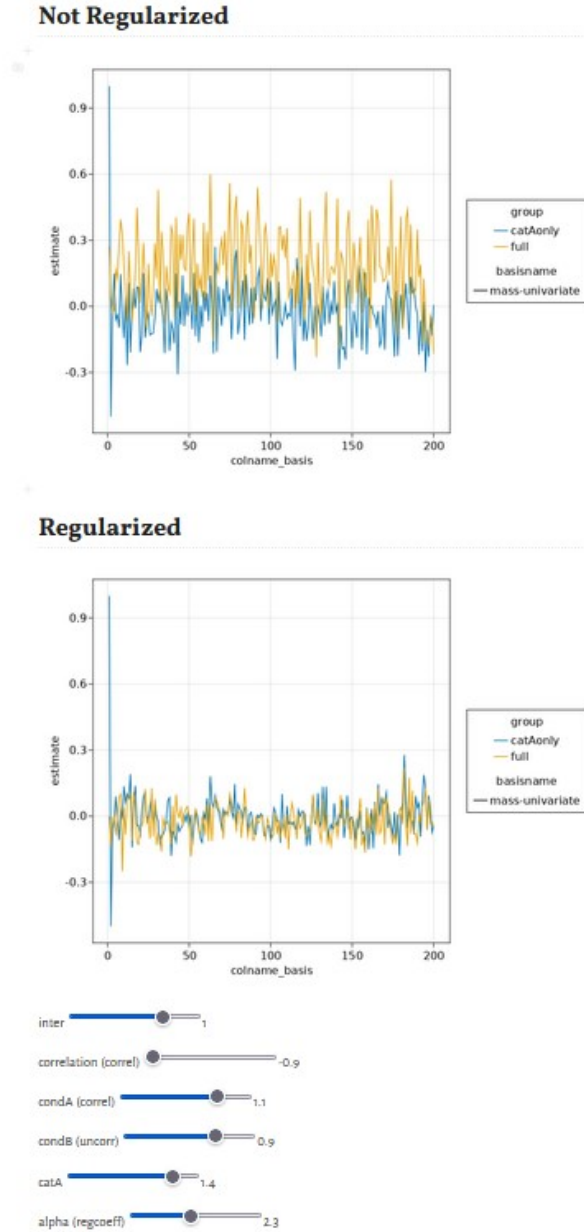 Not Regularized
0.9
0.6
0.3
0.0
-0.3
estimate
0 50 100 150 200
colname_basis
group
catAonly
full
basisname
mass-univariate
Regularized
0.9
0.6
0.3
0.0
-0.3
estimate
0 50 100 150 200
colname_basis
group
catAonly
full
basisname
mass-univariate
inter 1
correlation (correl) -0.9
condA (correl) 1.1
condB (uncorr) 0.9
catA 1.4
alpha (regcoeff) 2.3